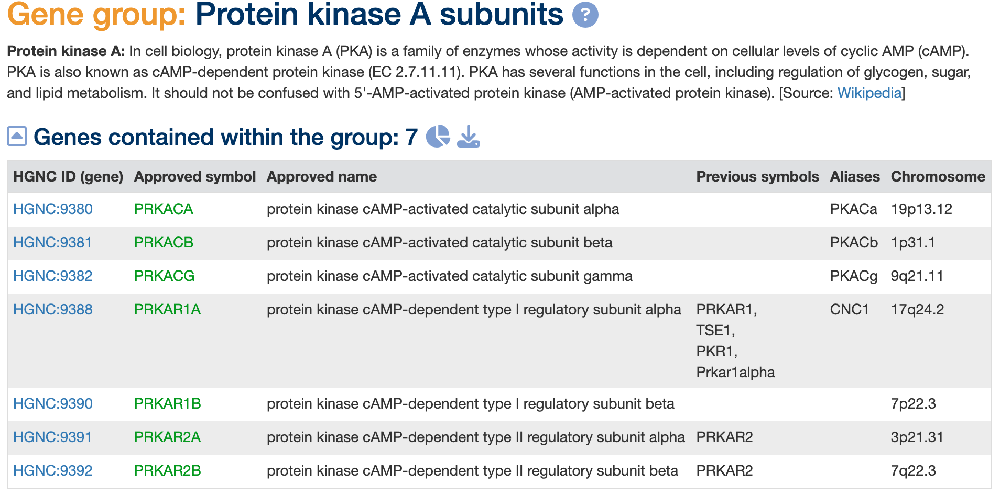 Gene group: Protein kinase A subunits ?
Protein kinase A: In cell biology, protein kinase A (PKA) is a family of enzymes whose activity is dependent on cellular levels of cyclic AMP (cAMP).
PKA is also known as cAMP-dependent protein kinase (EC 2.7.11.11). PKA has several functions in the cell, including regulation of glycogen, sugar,
and lipid metabolism. It should not be confused with 5'-AMP-activated protein kinase (AMP-activated protein kinase). [Source: Wikipedia]
Genes contained within the group: 7
HGNC ID (gene) Approved symbol Approved name Previous symbols Aliases Chromosome
HGNC:9380 PRKACA protein kinase cAMP-activated catalytic subunit alpha PKACa 19p13.12
HGNC:9381 PRKACB protein kinase cAMP-activated catalytic subunit beta PKACb 1p31.1
HGNC:9382 PRKACG protein kinase cAMP-activated catalytic subunit gamma PKACg 9q21.11
HGNC:9388 PRKAR1A protein kinase cAMP-dependent type I regulatory subunit alpha PRKAR1, CNC1 17q24.2
TSE1,
PKR1,
Prkar1alpha
HGNC:9390 PRKAR1B protein kinase cAMP-dependent type I regulatory subunit beta 7p22.3
HGNC:9391 PRKAR2A protein kinase cAMP-dependent type II regulatory subunit alpha PRKAR2 3p21.31
HGNC:9392 PRKAR2B protein kinase cAMP-dependent type II regulatory subunit beta PRKAR2 7q22.3